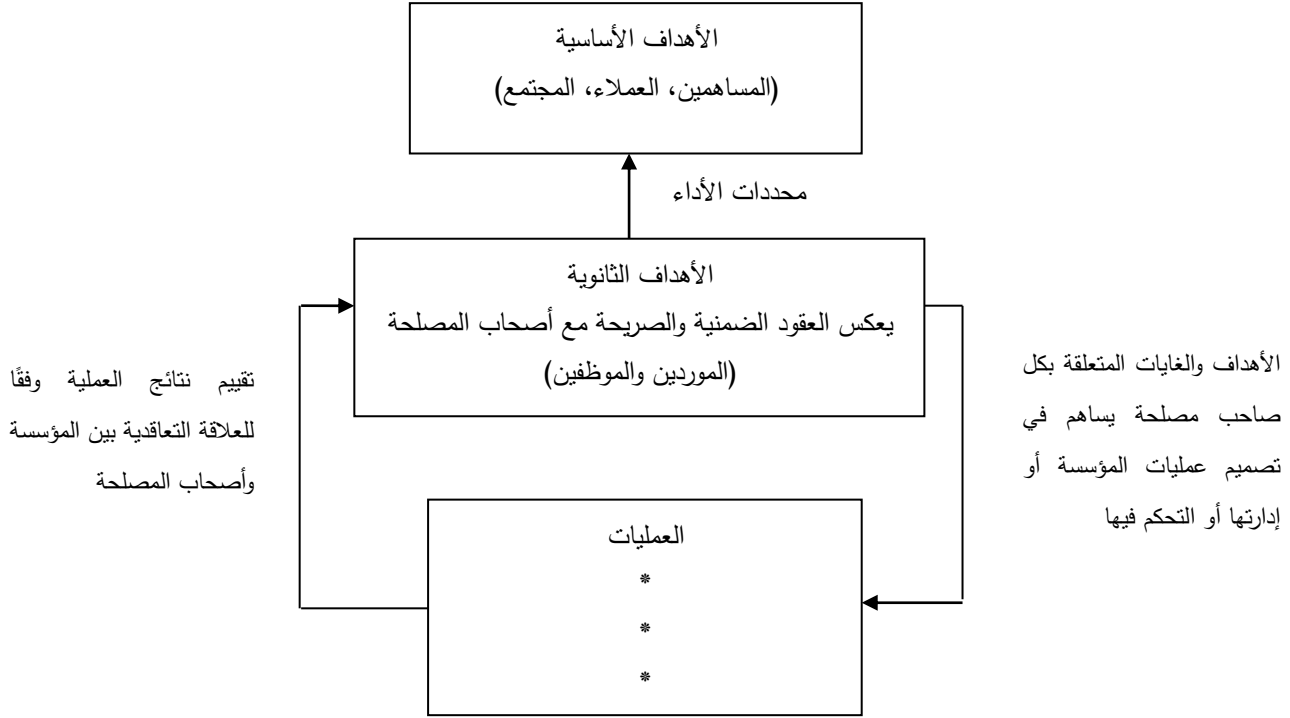 الأهداف الأساسية
(المساهمين، العملاء، المجتمع)
محددات الأداء
الأهداف الثانوية
يعكس العقود الضمنية والصريحة مع أصحاب المصلحة
(الموردين والموظفين)
الأهداف والغايات المتعلقة بكل
صاحب مصلحة يساهم في
تصميم عمليات المؤسسة أو
إدارتها أو التحكم فيها
تقييم نتائج العملية وفقًا
للعلاقة التعاقدية بين المؤسسة
وأصحاب المصلحة
العمليات
*
*
*